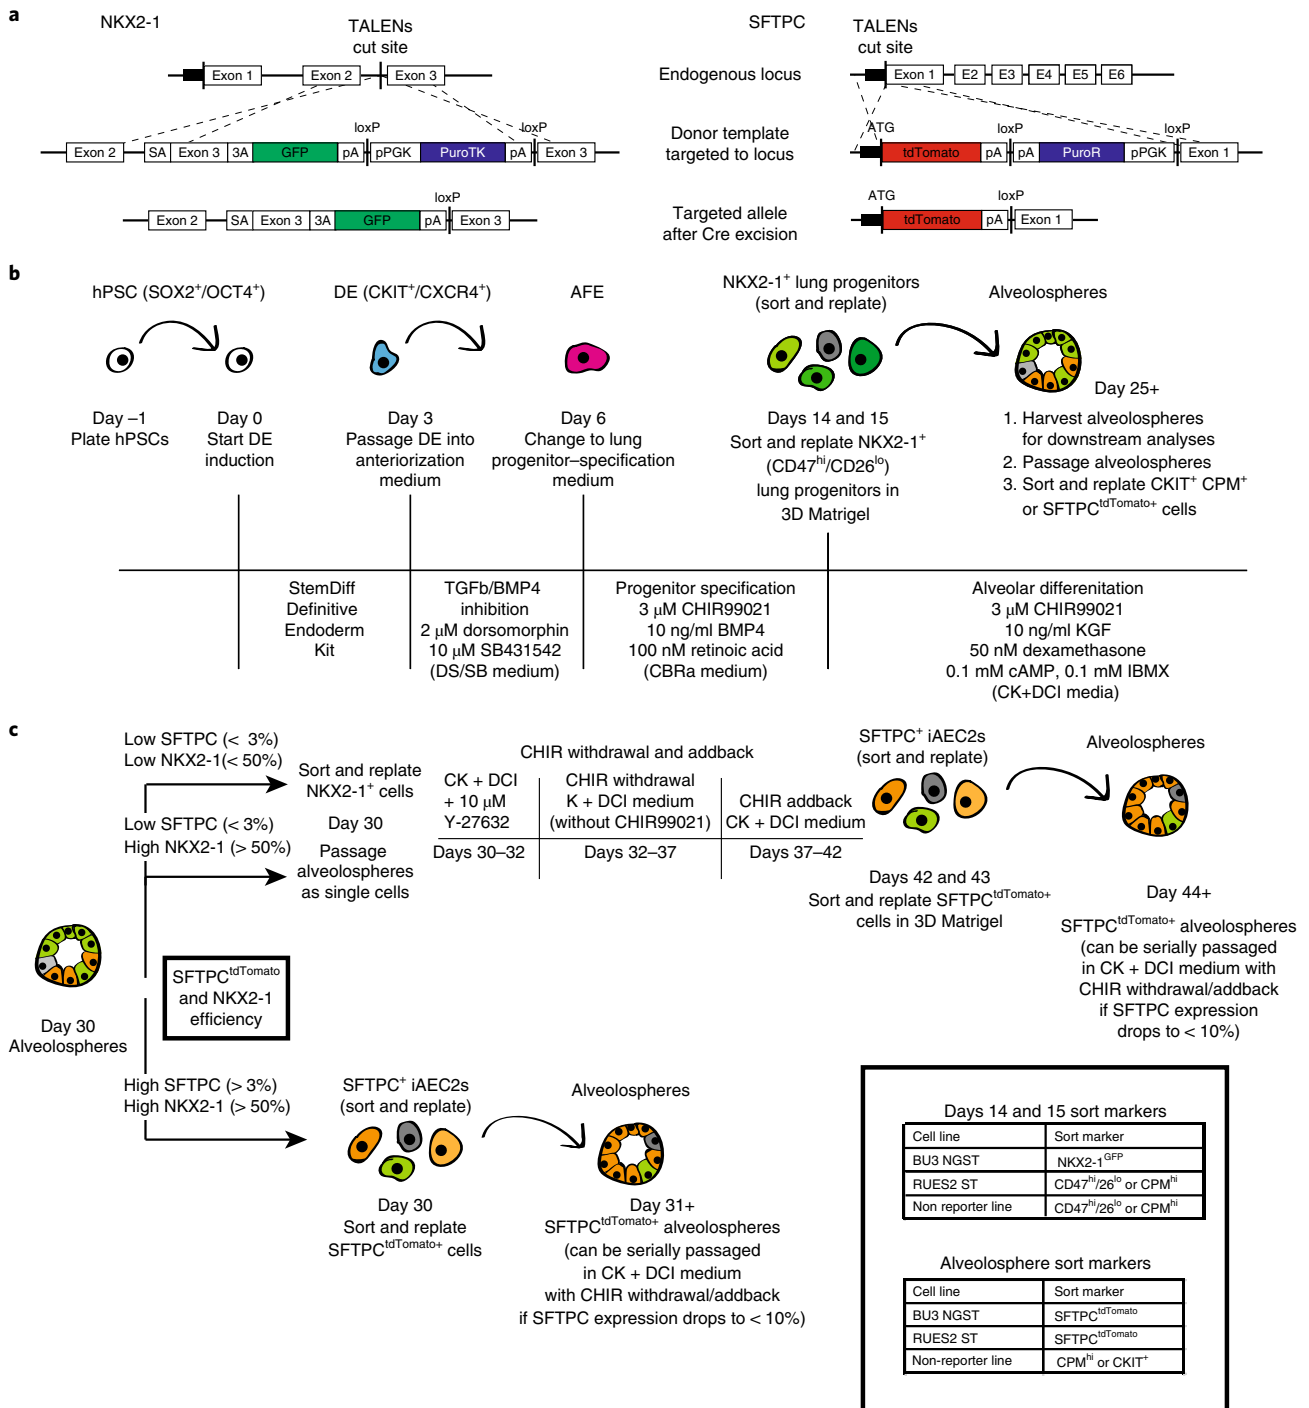 a
NKX2-1
TALENs
cut site
Exon 1
Exon 2
Exon 3
loxP
loxP
Exon 2
SA
Exon 3
3A
GFP
pA
pPGK
PuroTK
pA
Exon 3
loxP
Exon 2
SA
Exon 3
3A
GFP
pA
Exon 3
Endogenous locus
Donor template
targeted to locus
Targeted allele
after Cre excision
SFTPC
TALENs
cut site
Exon 1
E2
E3
E4
E5
E6
ATG
loxP
loxP
tdTomato
pA
pA
PuroR
pPGK
Exon 1
ATG
loxP
tdTomato
pA
Exon 1
b
hPSC (SOX2+/OCT4+)
DE (CKIT+/CXCR4+)
AFE
NKX2-1+ lung progenitors
(sort and replate)
Alveolospheres
Day –1
Plate hPSCs
Day 0
Start DE
induction
Day 3
Passage DE into
anteriorization
medium
Day 6
Change to lung
progenitor–specification
medium
Days 14 and 15
Sort and replate NKX2-1+
(CD47hi/CD26lo)
lung progenitors in
3D Matrigel
Day 25+
1. Harvest alveolospheres
for downstream analyses
2. Passage alveolospheres
3. Sort and replate CKIT+ CPM+
or SFTPCtdTomato+ cells
StemDiff
Definitive
Endoderm
Kit
TGFb/BMP4
inhibition
2 μM dorsomorphin
10 μM SB431542
(DS/SB medium)
Progenitor specification
3 μM CHIR99021
10 ng/ml BMP4
100 nM retinoic acid
(CBRa medium)
Alveolar differenitation
3 μM CHIR99021
10 ng/ml KGF
50 nM dexamethasone
0.1 mM cAMP, 0.1 mM IBMX
(CK+DCI media)
c
Low SFTPC (< 3%)
Low NKX2-1(< 50%)
Sort and replate
NKX2-1+ cells
Low SFTPC (< 3%)
High NKX2-1 (> 50%)
Day 30
Passage
alveolospheres
as single cells
CHIR withdrawal and addback
CK + DCI
+ 10 μM
Y-27632
CHIR withdrawal
K + DCI medium
(without CHIR99021)
CHIR addback
CK + DCI medium
Days 30–32
Days 32–37
Days 37–42
SFTPC+ iAEC2s
(sort and replate)
Alveolospheres
Days 42 and 43
Sort and replate SFTPCtdTomato+
cells in 3D Matrigel
Day 44+
SFTPCtdTomato+ alveolospheres
(can be serially passaged
in CK + DCI medium with
CHIR withdrawal/addback
if SFTPC expression
drops to < 10%)
Day 30
Alveolospheres
SFTPCtdTomato
and NKX2-1
efficiency
High SFTPC (> 3%)
High NKX2-1 (> 50%)
SFTPC+ iAEC2s
(sort and replate)
Alveolospheres
Day 30
Sort and replate
SFTPCtdTomato+ cells
Day 31+
SFTPCtdTomato+ alveolospheres
(can be serially passaged
in CK + DCI medium
with CHIR withdrawal/addback
if SFTPC expression drops to < 10%)
Days 14 and 15 sort markers
Cell line Sort marker
BU3 NGST NKX2-1GFP
RUES2 ST CD47hi/26lo or CPMhi
Non reporter line CD47hi/26lo or CPMhi
Alveolosphere sort markers
Cell line Sort marker
BU3 NGST SFTPCtdTomato
RUES2 ST SFTPCtdTomato
Non-reporter line CPMhi or CKIT+